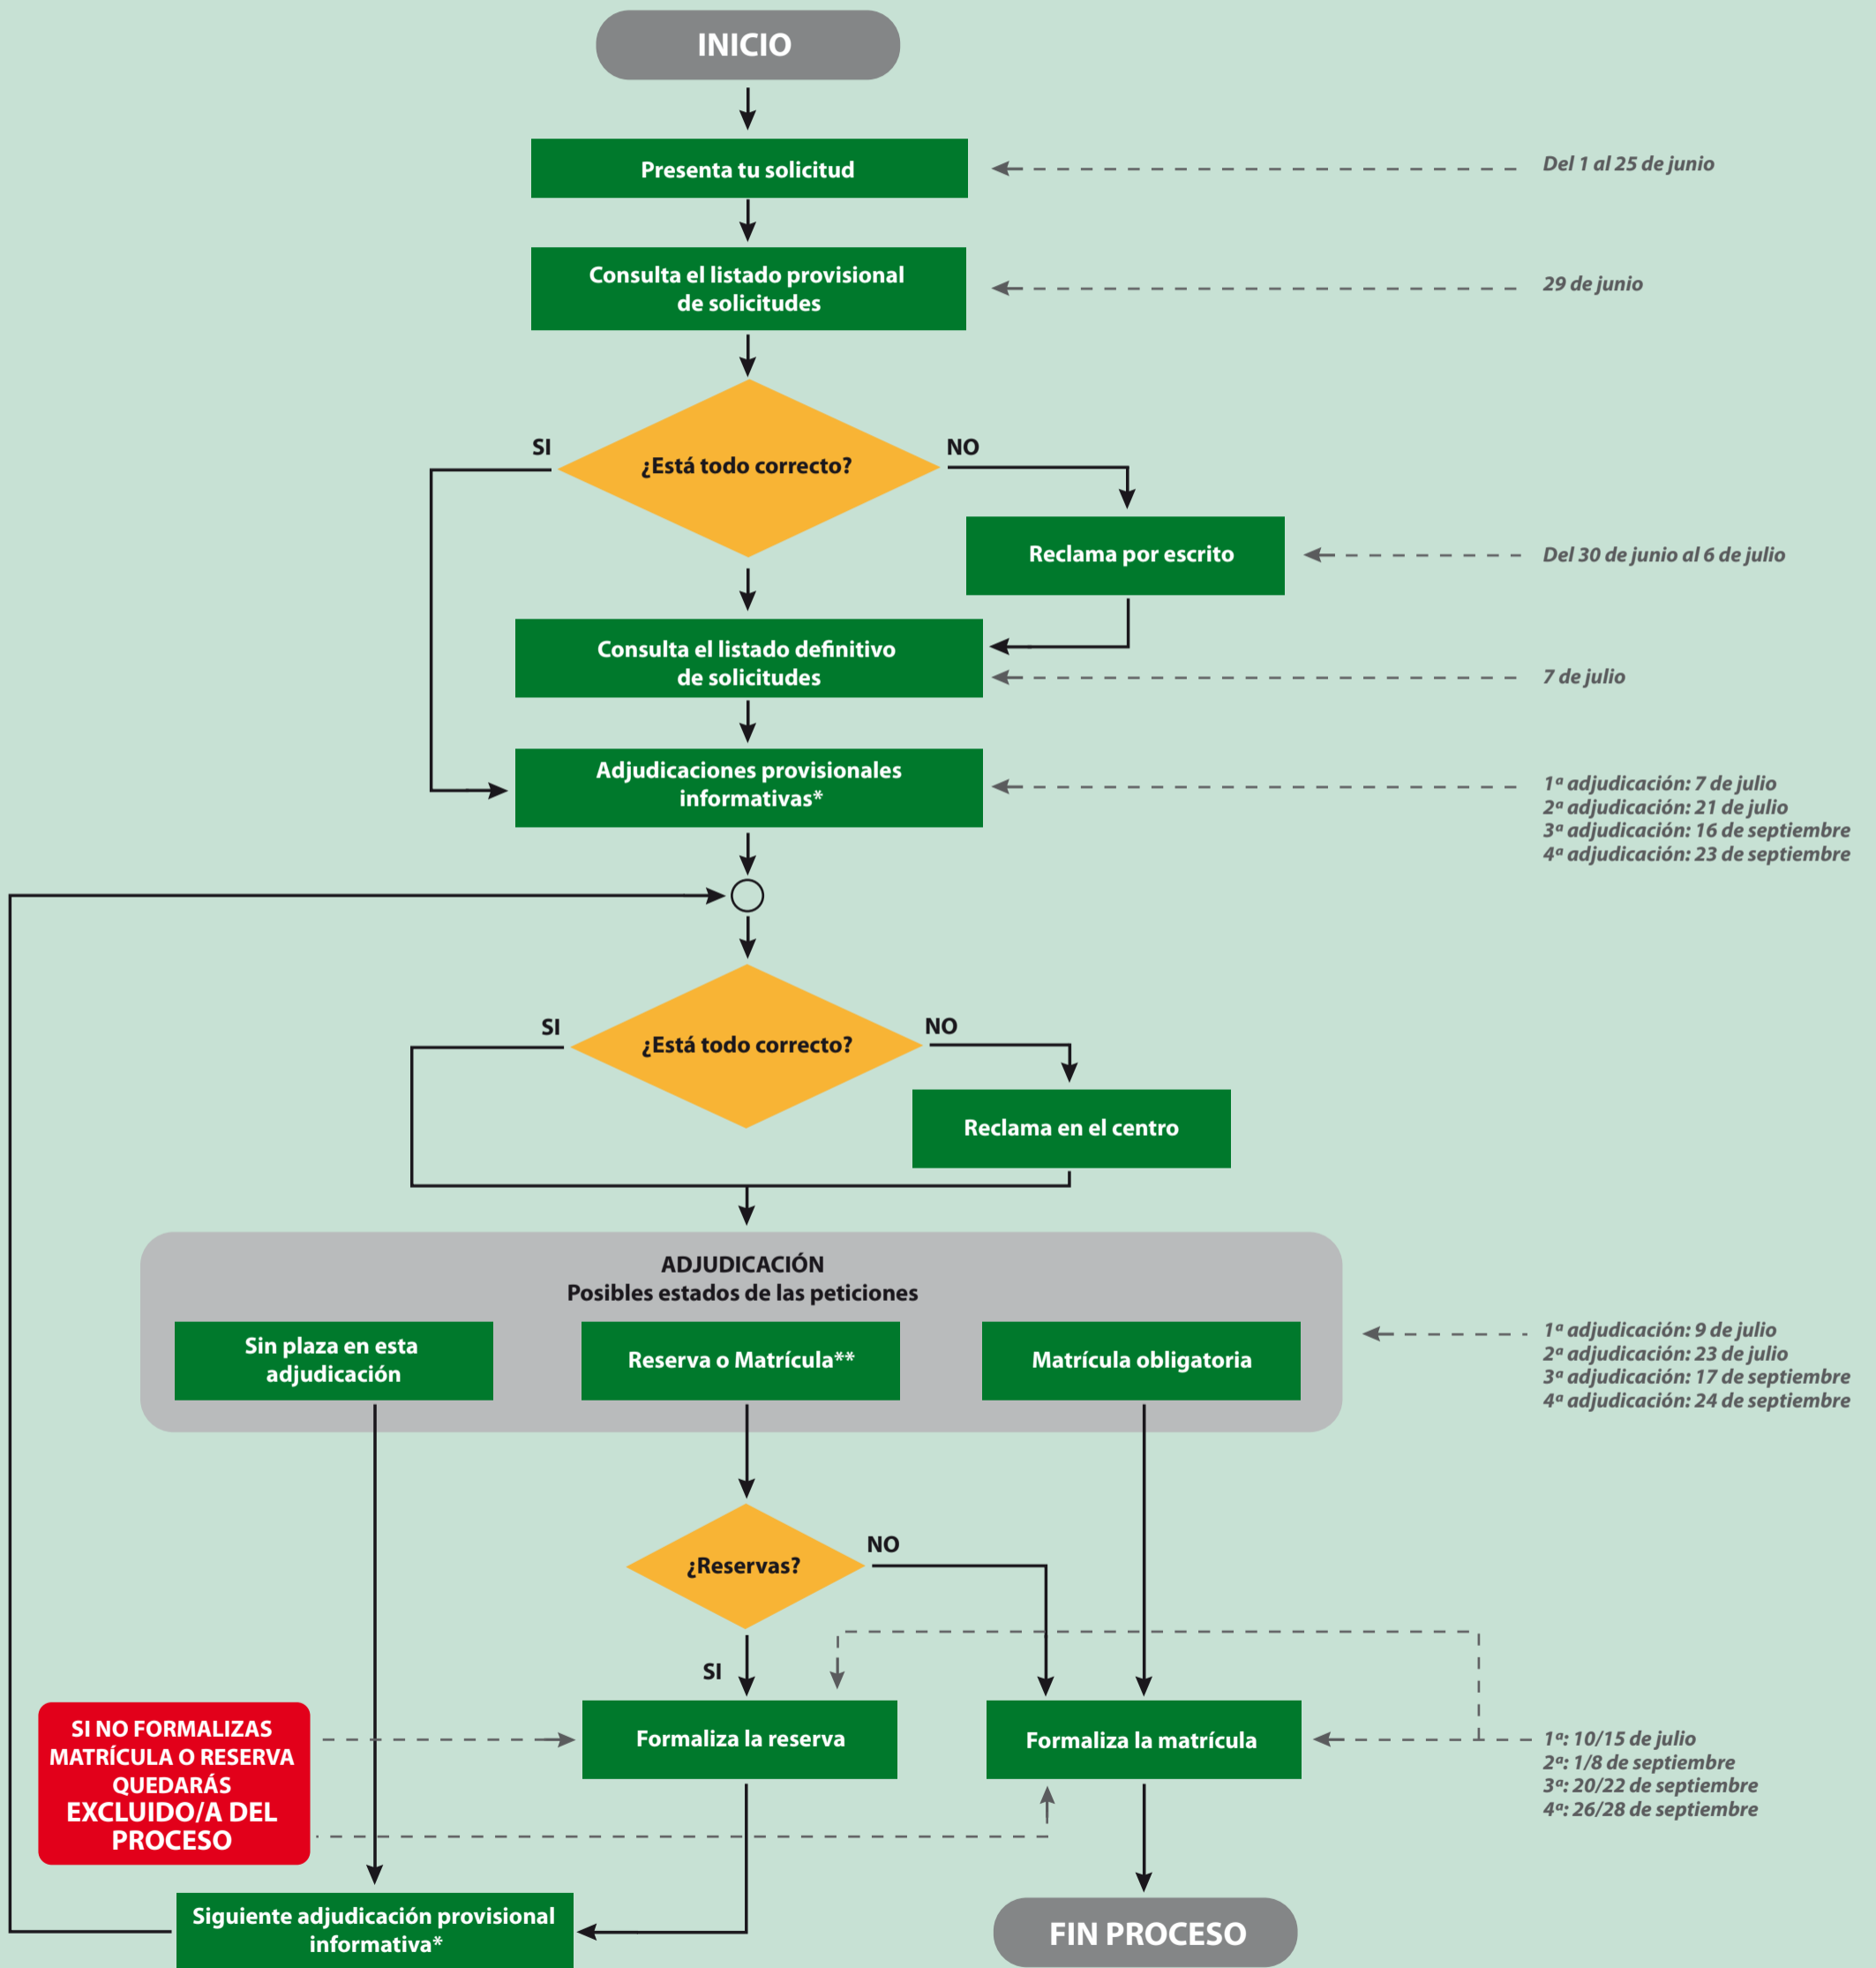 INICIO
Presenta tu solicitud
Del 1 al 25 de junio
Consulta el listado provisional
de solicitudes
29 de junio
SI
NO
¿Está todo correcto?
Reclama por escrito
Del 30 de junio al 6 de julio
Consulta el listado definitivo
de solicitudes
7 de julio
Adjudicaciones provisionales
informativas*
1ª adjudicación: 7 de julio
2ª adjudicación: 21 de julio
3ª adjudicación: 16 de septiembre
4ª adjudicación: 23 de septiembre
SI
NO
¿Está todo correcto?
Reclama en el centro
ADJUDICACIÓN
Posibles estados de las peticiones
Sin plaza en esta
adjudicación
Reserva o Matrícula**
Matrícula obligatoria
1ª adjudicación: 9 de julio
2ª adjudicación: 23 de julio
3ª adjudicación: 17 de septiembre
4ª adjudicación: 24 de septiembre
NO
¿Reservas?
SI
SI NO FORMALIZAS
MATRÍCULA O RESERVA
QUEDARÁS
EXCLUIDO/A DEL
PROCESO
Formaliza la reserva
Formaliza la matrícula
1ª: 10/15 de julio
2ª: 1/8 de septiembre
3ª: 20/22 de septiembre
4ª: 26/28 de septiembre
Siguiente adjudicación provisional
informativa*
FIN PROCESO